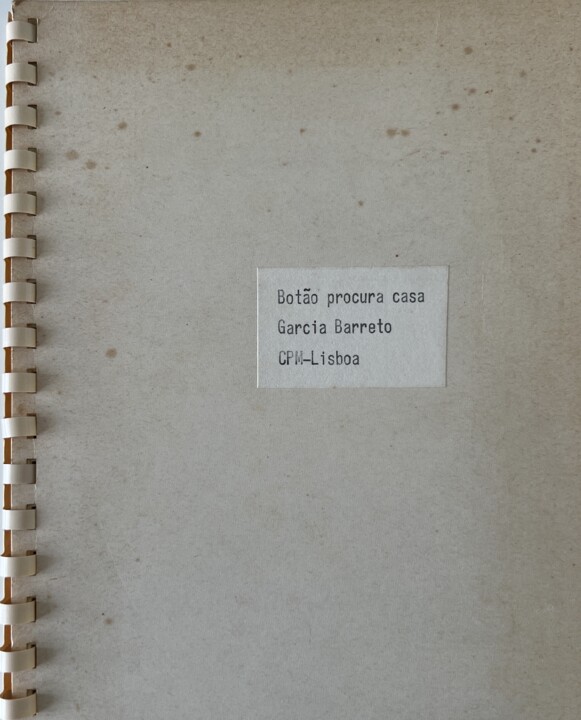 Botão procura casa
Garcia Barreto
CPM-Lisboa